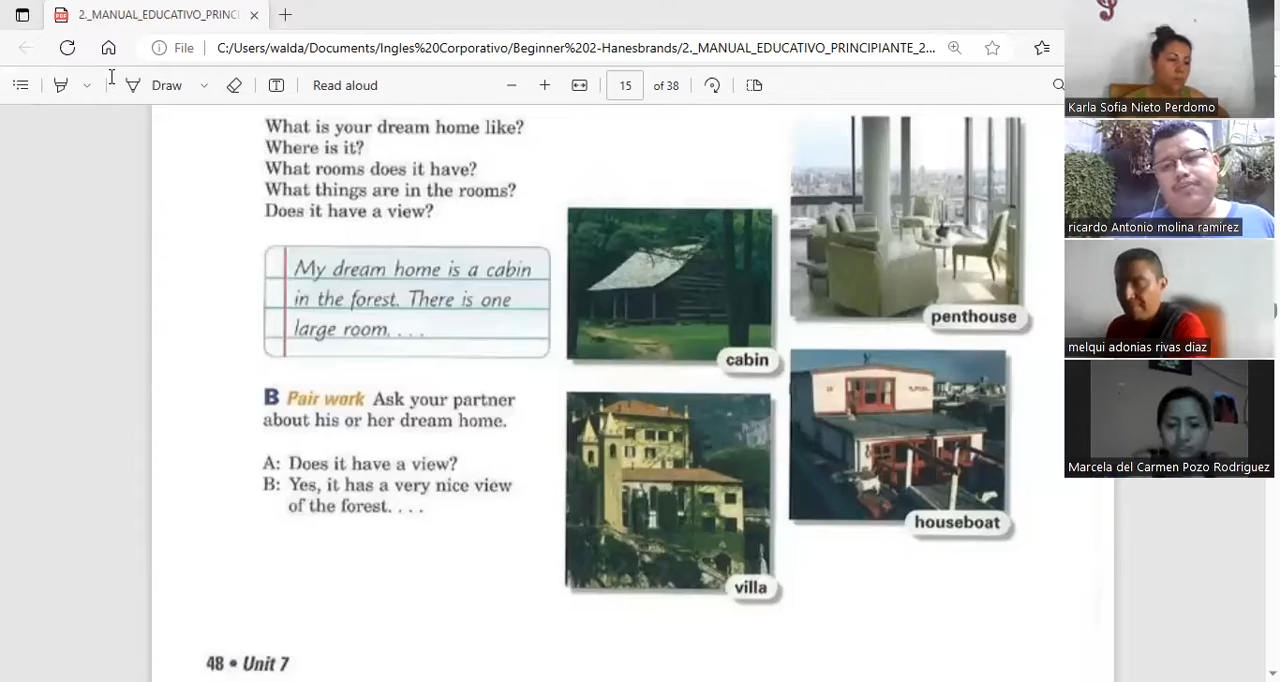 2._MANUAL_EDUCATIVO_PRINCI
File
C:/Users/walda/Documents/Ingles%20Corporativo/Beginner%202-Hanesbrands/2._MANUAL_EDUCATIVO_PRINCIPIANTE_2...
Draw
Read aloud
15 of 38
What is your dream home like?
Where is it?
What rooms does it have?
What things are in the rooms?
Does it have a view?
My dream home is a cabin
in the forest. There is one
large room. . . .
B Pair work Ask your partner
about his or her dream home.
A: Does it have a view?
B: Yes, it has a very nice view
of the forest. . . .
cabin
penthouse
villa
houseboat
48 • Unit 7
Karla Sofia Nieto Perdomo
ricardo Antonio molina ramirez
melqui adonias rivas diaz
Marcela del Carmen Pozo Rodriguez